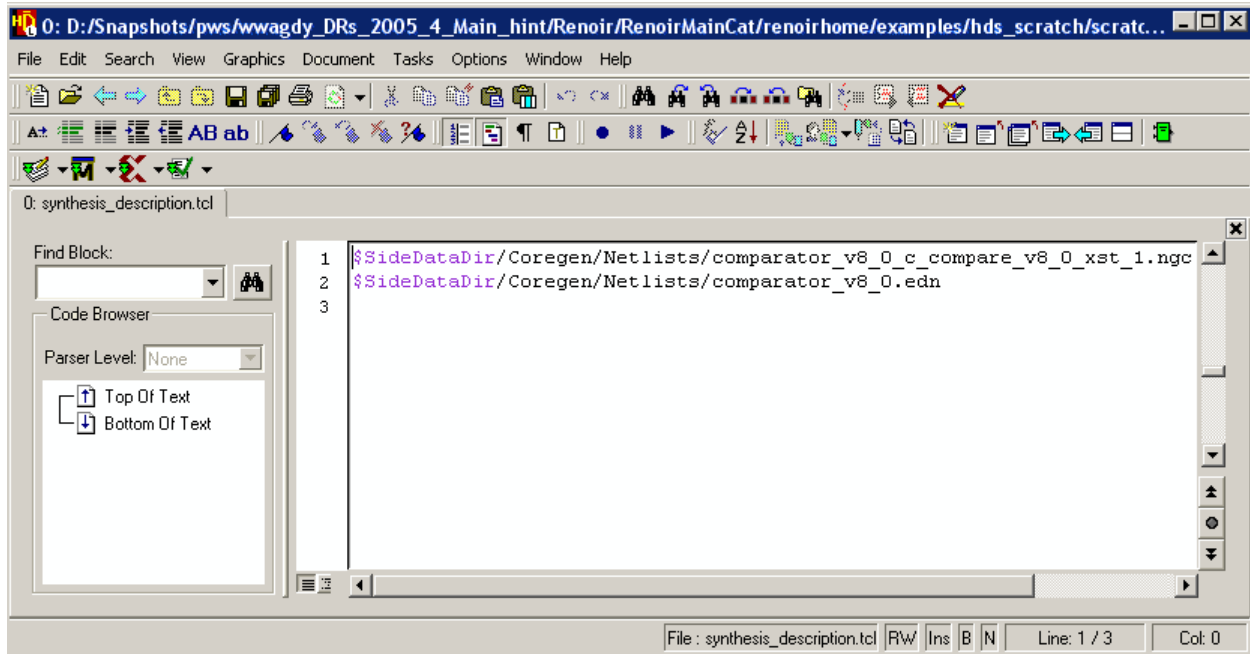 0: D:/Snapshots/pws/wwagdy_DRs_2005_4_Main_hint/Renoir/RenoirMainCat/renoirhome/examples/hds_scratch/scratc...
File Edit Search View Graphics Document Tasks Options Window Help
AB ab
0: synthesis_description.tcl
Find Block:
Code Browser
Parser Level: None
Top Of Text
Bottom Of Text
1 $SideDataDir/Coregen/Netlists/comparator_v8_0_c_compare_v8_0_xst_1.ngc
2 $SideDataDir/Coregen/Netlists/comparator_v8_0.edn
3
File : synthesis_description.tcl RW Ins B N Line: 1 / 3 Col: 0